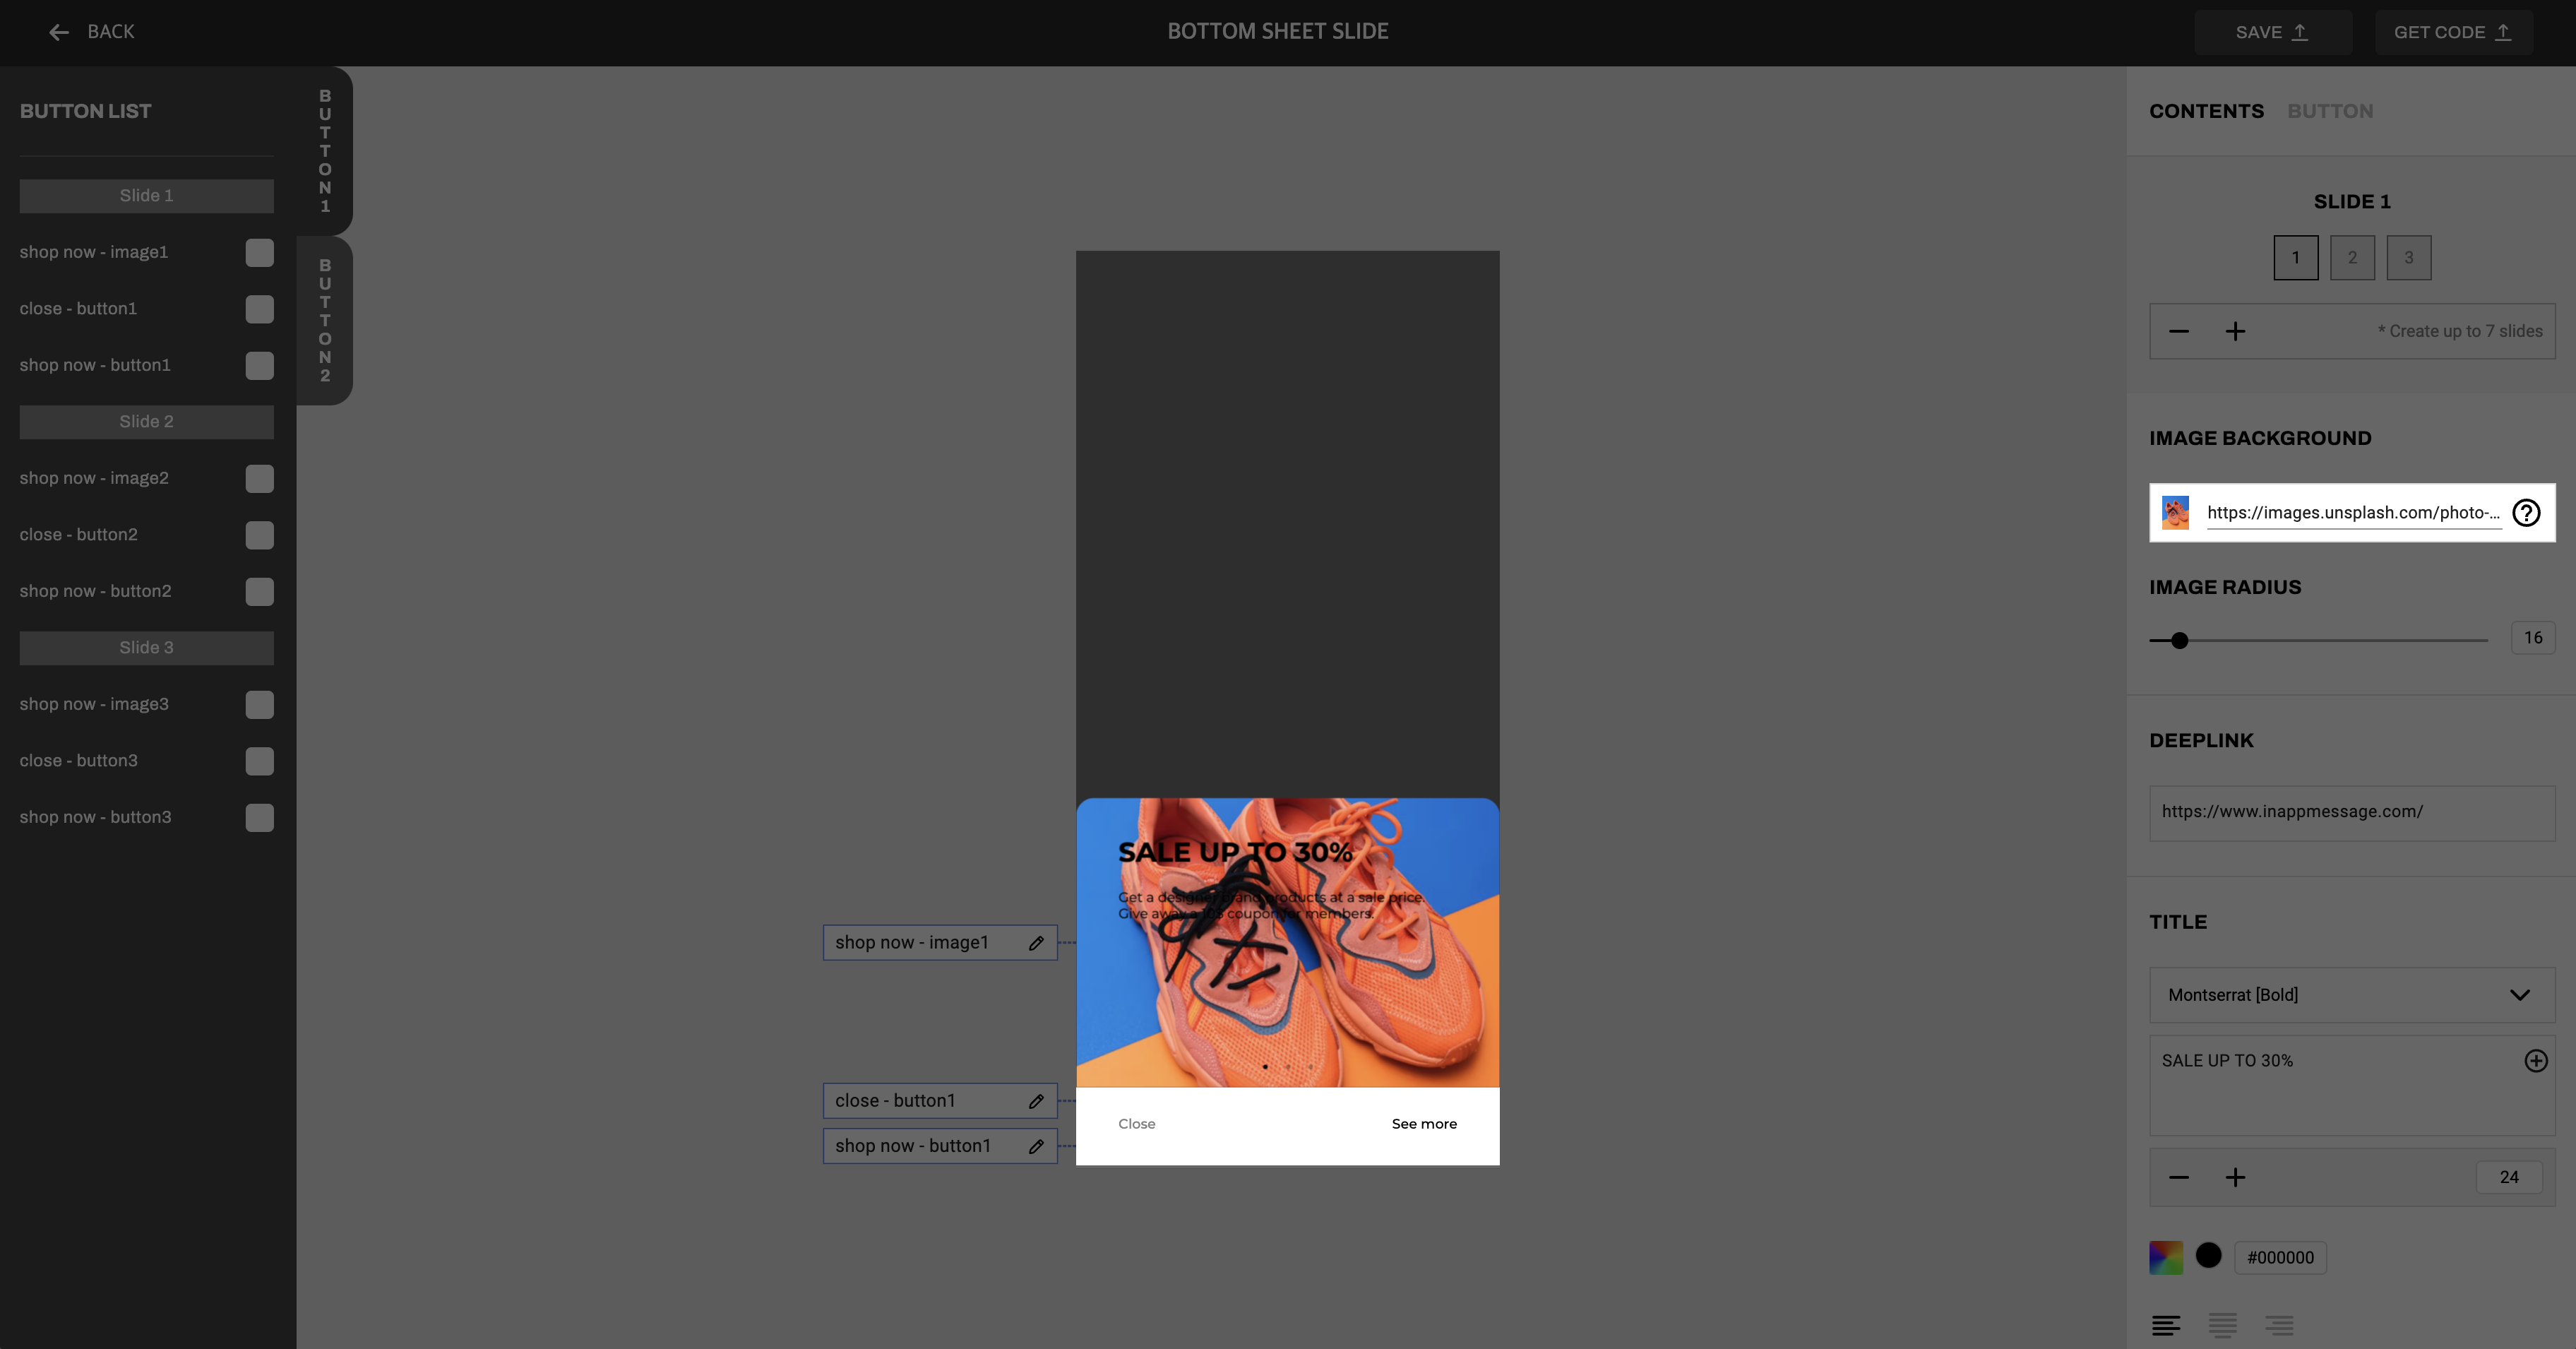 BACK
BOTTOM SHEET SLIDE
SAVE
GET CODE
BUTTON LIST
Slide 1
shop now - image1
close - button1
shop now - button1
Slide 2
shop now - image2
close - button2
shop now - button2
Slide 3
shop now - image3
close - button3
shop now - button3
BUTTON1
BUTTON2
shop now - image1
close - button1
shop now - button1
SALE UP TO 30%
Get a designer brand products at a sale price.
Give away a 10$ coupon for members.
Close
See more
CONTENTS
BUTTON
SLIDE 1
1
2
3
* Create up to 7 slides
IMAGE BACKGROUND
https://images.unsplash.com/photo-...
IMAGE RADIUS
16
DEEPLINK
https://www.inappmessage.com/
TITLE
Montserrat [Bold]
SALE UP TO 30%
24
#000000